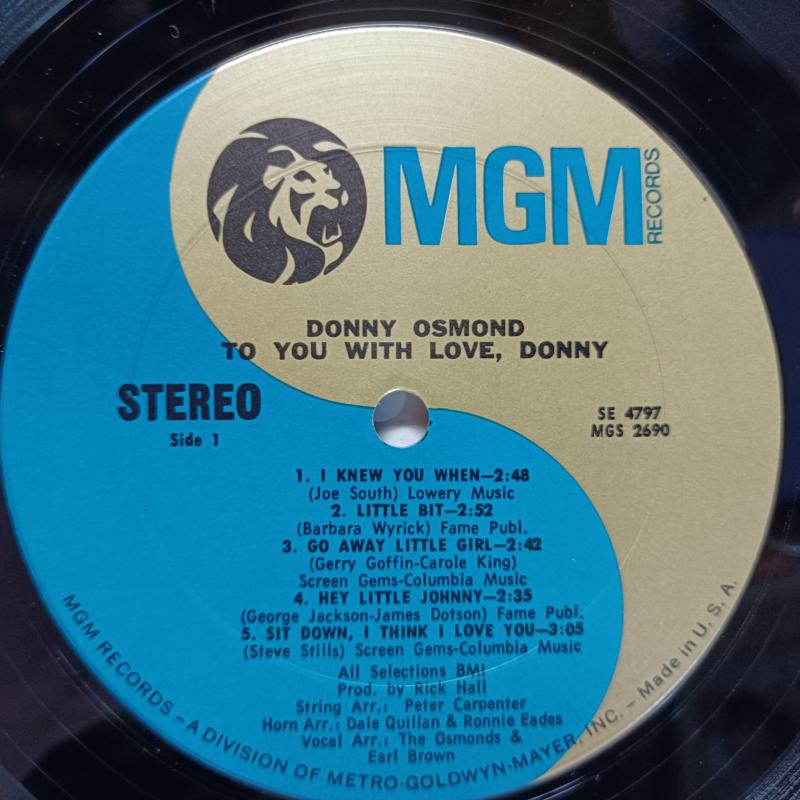 MGM
RECORDS
DONNY OSMOND
TO YOU WITH LOVE, DONNY
STEREO
Side 1
SE 4797
MGS 2690
1. I KNEW YOU WHEN—2:48
(Joe South) Lowery Music
2. LITTLE BIT—2:52
(Barbara Wyrick) Fame Publ.
3. GO AWAY LITTLE GIRL—2:42
(Gerry Goffin-Carole King)
Screen Gems-Columbia Music
4. HEY LITTLE JOHNNY—2:35
(George Jackson-James Dotson) Fame Publ.
5. SIT DOWN, I THINK I LOVE YOU—3:05
(Steve Stills) Screen Gems-Columbia Music
All Selections BMI
Prod. by Rick Hall
String Arr.: Peter Carpenter
Horn Arr.: Dale Quillan & Ronnie Eades
Vocal Arr.: The Osmonds &
Earl Brown
MGM RECORDS – A DIVISION OF METRO-GOLDWYN-MAYER, INC. – Made in U. S. A.